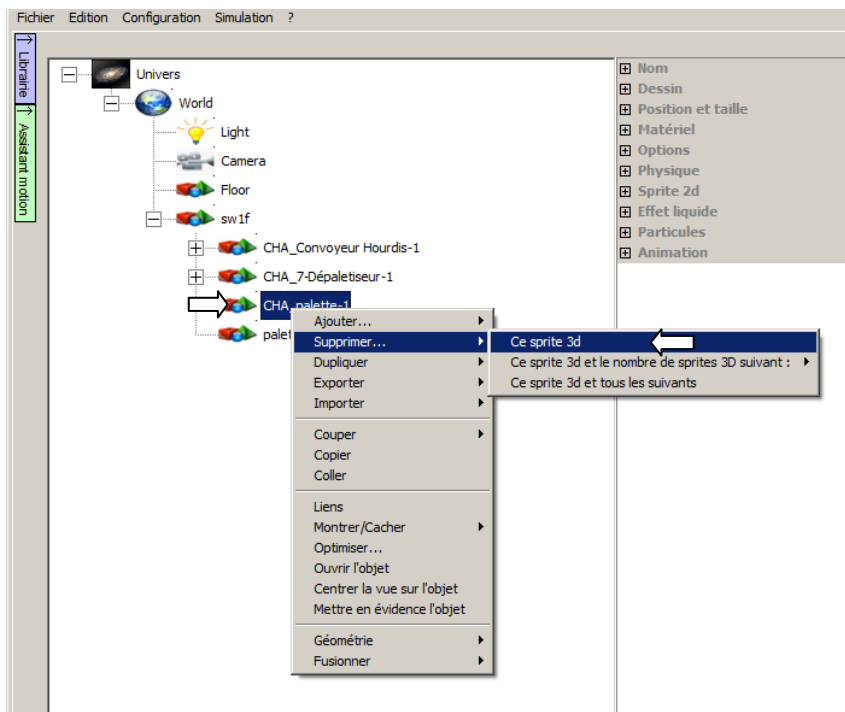 Fichier Edition Configuration Simulation ?
Librairie
Assistant motion
Univers
World
Light
Camera
Floor
sw1f
CHA_Convoyeur Hourdis-1
CHA_7-Dépaletiseur-1
CHA_palette-1
palet
Ajouter...
Supprimer...
Dupliquer
Exporter
Importer
Couper
Copier
Coller
Liens
Montrer/Cacher
Optimiser...
Ouvrir l'objet
Centrer la vue sur l'objet
Mettre en évidence l'objet
Géométrie
Fusionner
Ce sprite 3d
Ce sprite 3d et le nombre de sprites 3D suivant :
Ce sprite 3d et tous les suivants
Nom
Dessin
Position et taille
Matériel
Options
Physique
Sprite 2d
Effet liquide
Particules
Animation